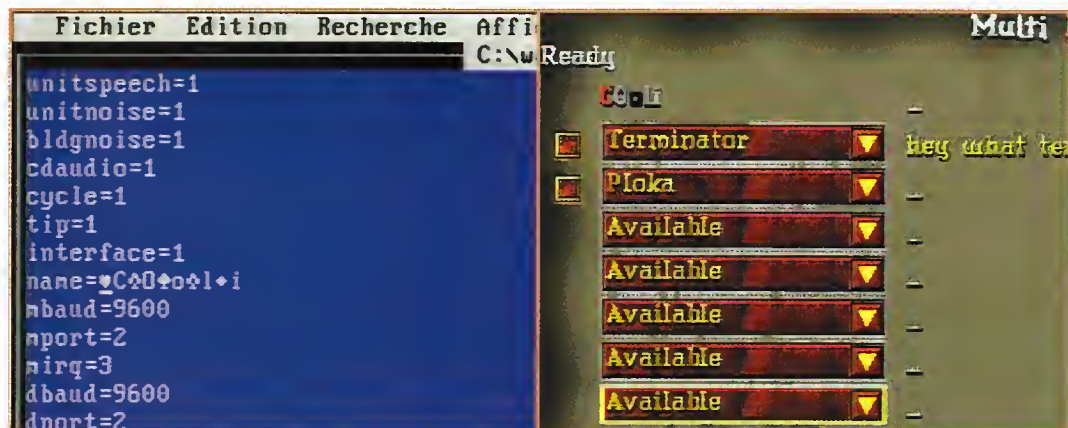 Fichier Edition Recherche Affi
C:\w
unitspeech=1
unitnoise=1
bldgnoise=1
cdaudio=1
cycle=1
tip=1
interface=1
name=♥C♧O♠o♧l♦i
mbaud=9600
mport=2
mirq=3
dbaud=9600
dport=2
Multi
Ready
Terminator
hey what te
Ploka
Available
Available
Available
Available
Available